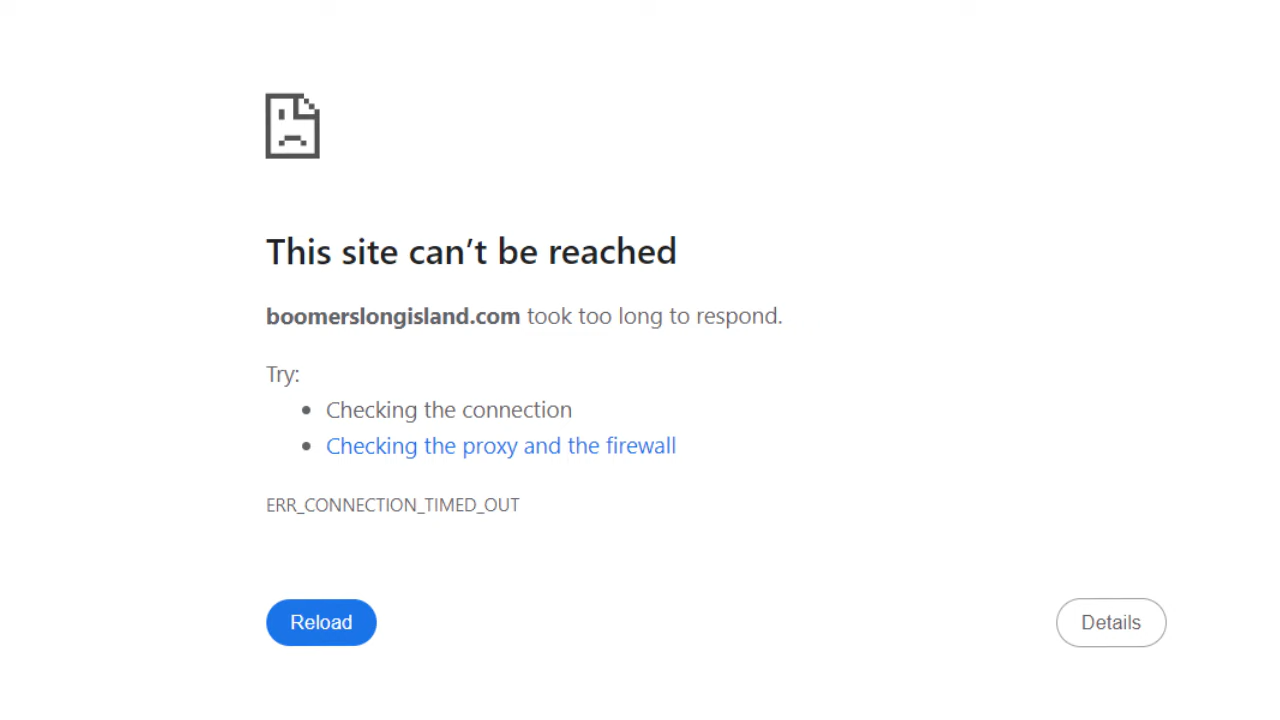 This site can’t be reached
boomerslongisland.com took too long to respond.
Try:
• Checking the connection
• Checking the proxy and the firewall
ERR_CONNECTION_TIMED_OUT
Reload
Details